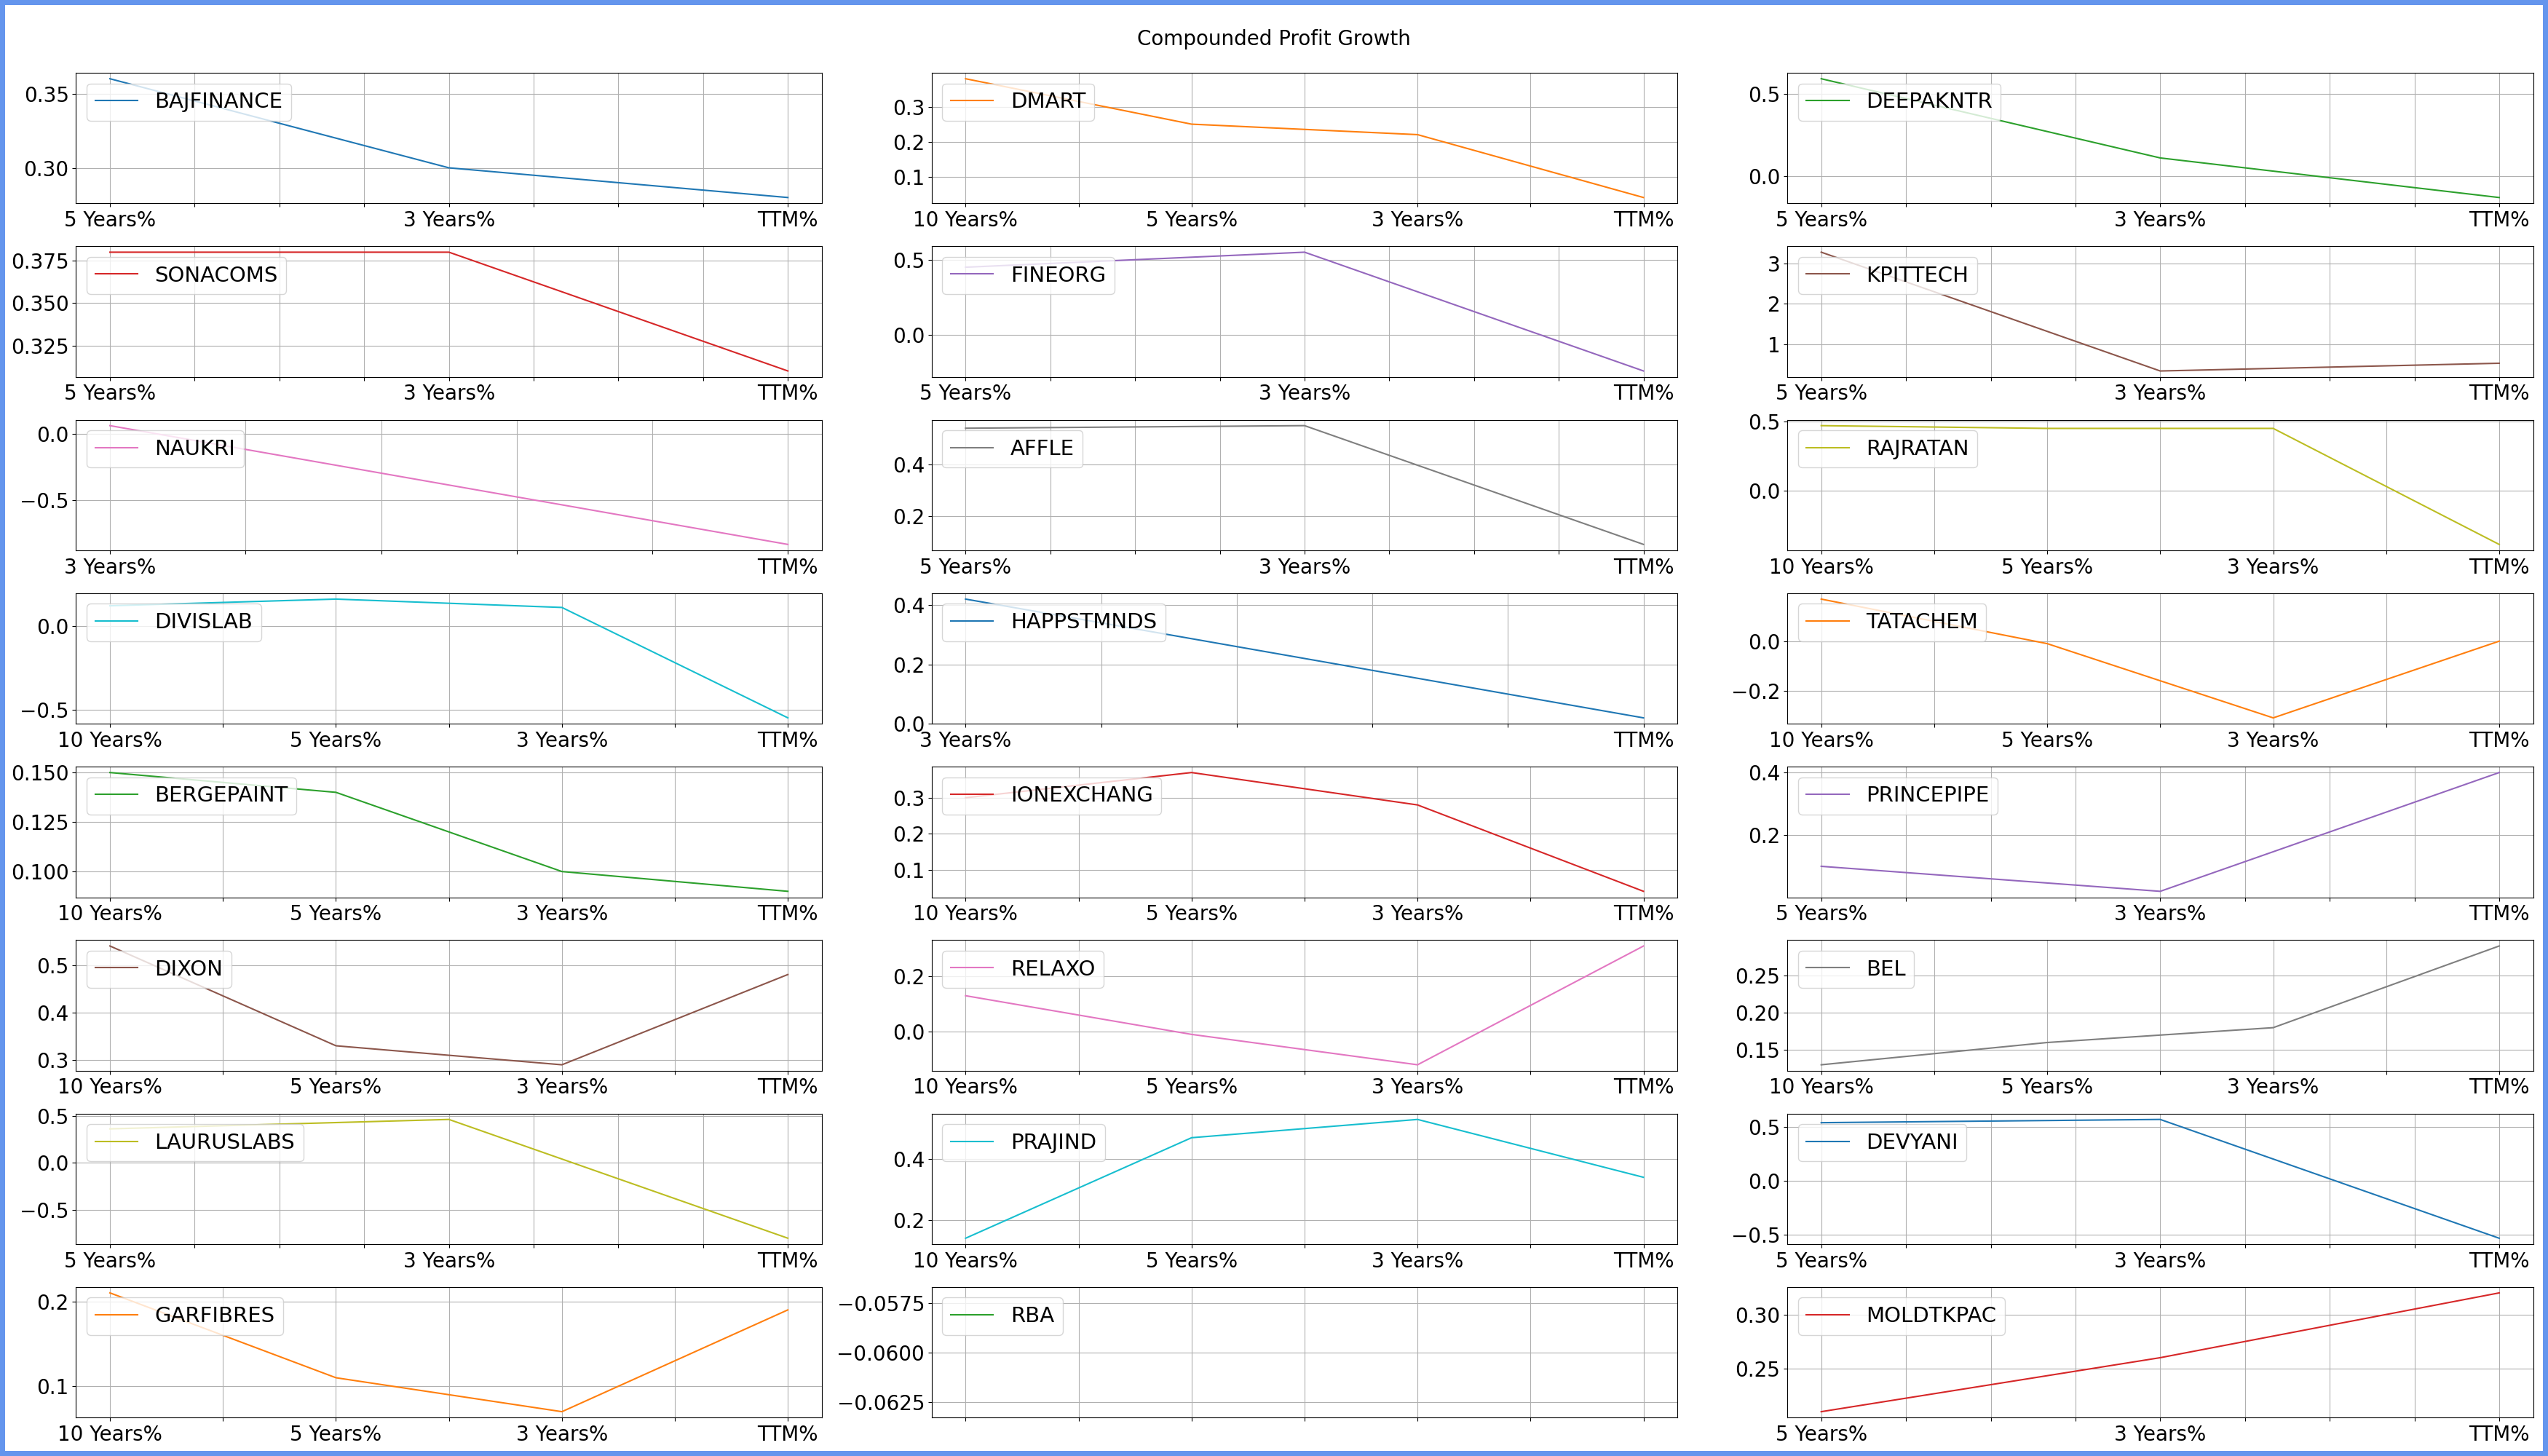 Compounded Profit Growth
BAJFINANCE
0.35
0.30
5 Years% 3 Years% TTM%
DMART
0.3
0.2
0.1
10 Years% 5 Years% 3 Years% TTM%
DEEPAKNTR
0.5
0.0
5 Years% 3 Years% TTM%
SONACOMS
0.375
0.350
0.325
5 Years% 3 Years% TTM%
FINEORG
0.5
0.0
5 Years% 3 Years% TTM%
KPITTECH
3
2
1
5 Years% 3 Years% TTM%
NAUKRI
0.0
−0.5
3 Years% TTM%
AFFLE
0.4
0.2
5 Years% 3 Years% TTM%
RAJRATAN
0.5
0.0
10 Years% 5 Years% 3 Years% TTM%
DIVISLAB
0.0
−0.5
10 Years% 5 Years% 3 Years% TTM%
HAPPSTMNDS
0.4
0.2
0.0
3 Years% TTM%
TATACHEM
0.0
−0.2
10 Years% 5 Years% 3 Years% TTM%
BERGEPAINT
0.150
0.125
0.100
10 Years% 5 Years% 3 Years% TTM%
IONEXCHANG
0.3
0.2
0.1
10 Years% 5 Years% 3 Years% TTM%
PRINCEPIPE
0.4
0.2
5 Years% 3 Years% TTM%
DIXON
0.5
0.4
0.3
10 Years% 5 Years% 3 Years% TTM%
RELAXO
0.2
0.0
10 Years% 5 Years% 3 Years% TTM%
BEL
0.25
0.20
0.15
10 Years% 5 Years% 3 Years% TTM%
LAURUSLABS
0.5
0.0
−0.5
5 Years% 3 Years% TTM%
PRAJIND
0.4
0.2
10 Years% 5 Years% 3 Years% TTM%
DEVYANI
0.5
0.0
−0.5
5 Years% 3 Years% TTM%
GARFIBRES
0.2
0.1
10 Years% 5 Years% 3 Years% TTM%
RBA
−0.0575
−0.0600
−0.0625
MOLDTKPAC
0.30
0.25
5 Years% 3 Years% TTM%